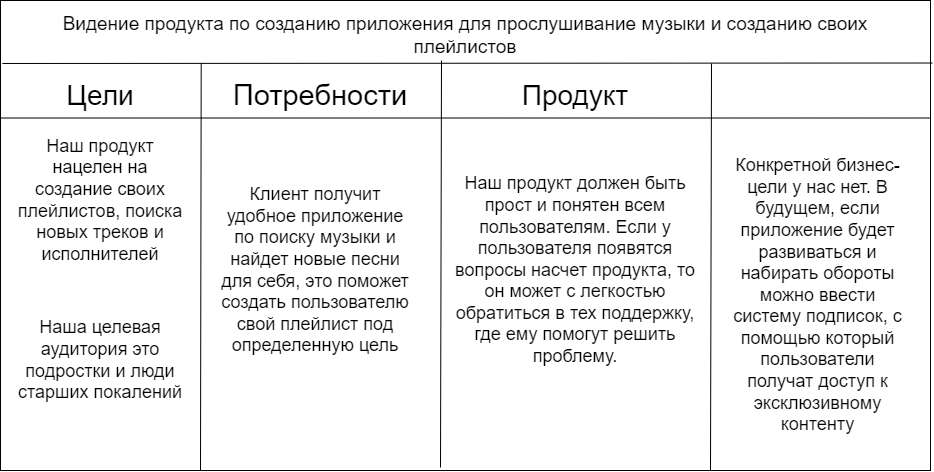 Видение продукта по созданию приложения для прослушивание музыки и созданию своих
плейлистов
Цели
Потребности
Продукт
Наш продукт
нацелен на
создание своих
плейлистов, поиска
новых треков и
исполнителей
Наша целевая
аудитория это
подростки и люди
старших покалений
Клиент получит
удобное приложение
по поиску музыки и
найдет новые песни
для себя, это поможет
создать пользователю
свой плейлист под
определенную цель
Наш продукт должен быть
прост и понятен всем
пользователям. Если у
пользователя появятся
вопросы насчет продукта, то
он может с легкостью
обратиться в тех поддержку,
где ему помогут решить
проблему.
Конкретной бизнес-
цели у нас нет. В
будущем, если
приложение будет
развиваться и
набирать обороты
можно ввести
систему подписок, с
помощью который
пользователи
получат доступ к
эксклюзивному
контенту